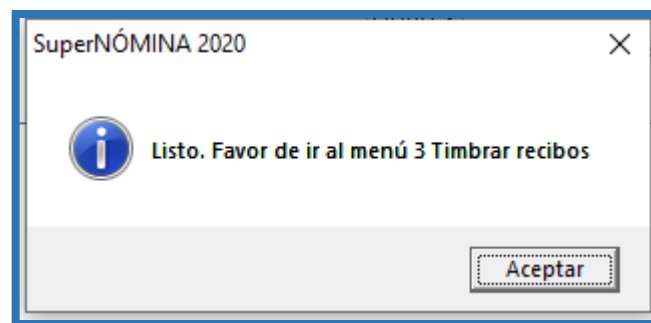 SuperNÓMINA 2020
Listo. Favor de ir al menú 3 Timbrar recibos
Aceptar